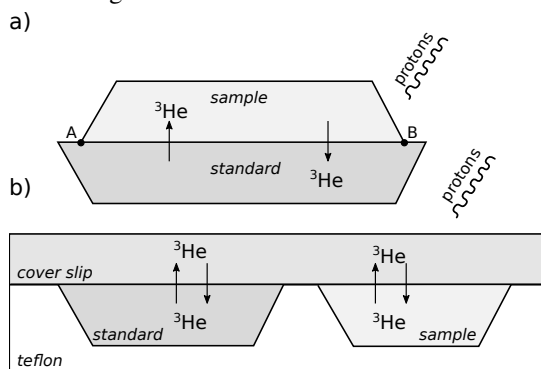 a)
protons
sample
³He
A
B
standard
³He
b)
protons
³He
³He
cover slip
³He
³He
standard
sample
teflon